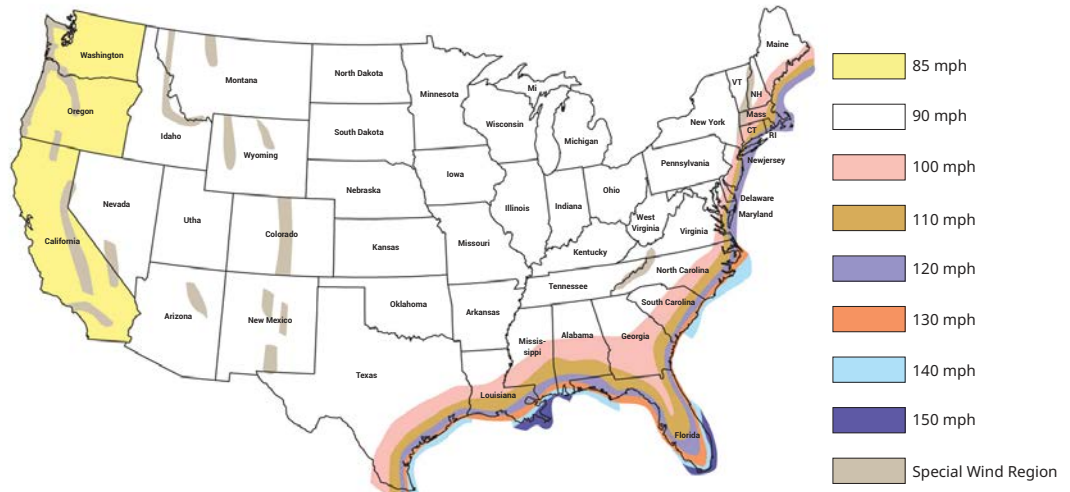 Washington
Oregon
California
Nevada
Idaho
Montana
Wyoming
Utha
Colorado
Arizona
New Mexico
North Dakota
South Dakota
Nebraska
Kansas
Oklahoma
Texas
Minnesota
Iowa
Missouri
Arkansas
Louisiana
Wisconsin
Mi
Michigan
Illinois
Indiana
Ohio
Kentucky
Tennessee
Missis-
sippi
Alabama
Georgia
Florida
South Carolina
North Carolina
Virginia
West
Virginia
Pennsylvania
New York
VT
NH
Maine
Mass
CT
RI
Newjersey
Delaware
Maryland
85 mph
90 mph
100 mph
110 mph
120 mph
130 mph
140 mph
150 mph
Special Wind Region